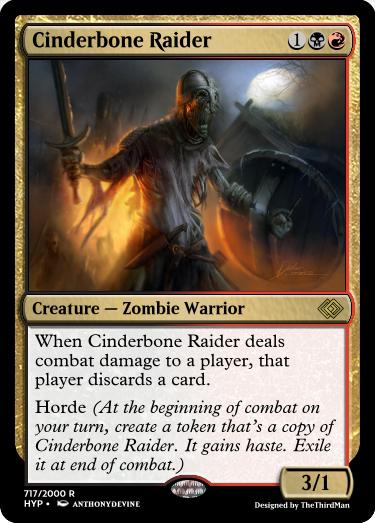 Cinderbone Raider 1
Creature — Zombie Warrior
When Cinderbone Raider deals
combat damage to a player, that
player discards a card.
Horde (At the beginning of combat on
your turn, create a token that's a copy of
Cinderbone Raider. It gains haste. Exile
it at end of combat.)
3/1
717/2000 R
HYP • ANTHONYDEVINE
Designed by TheThirdMan